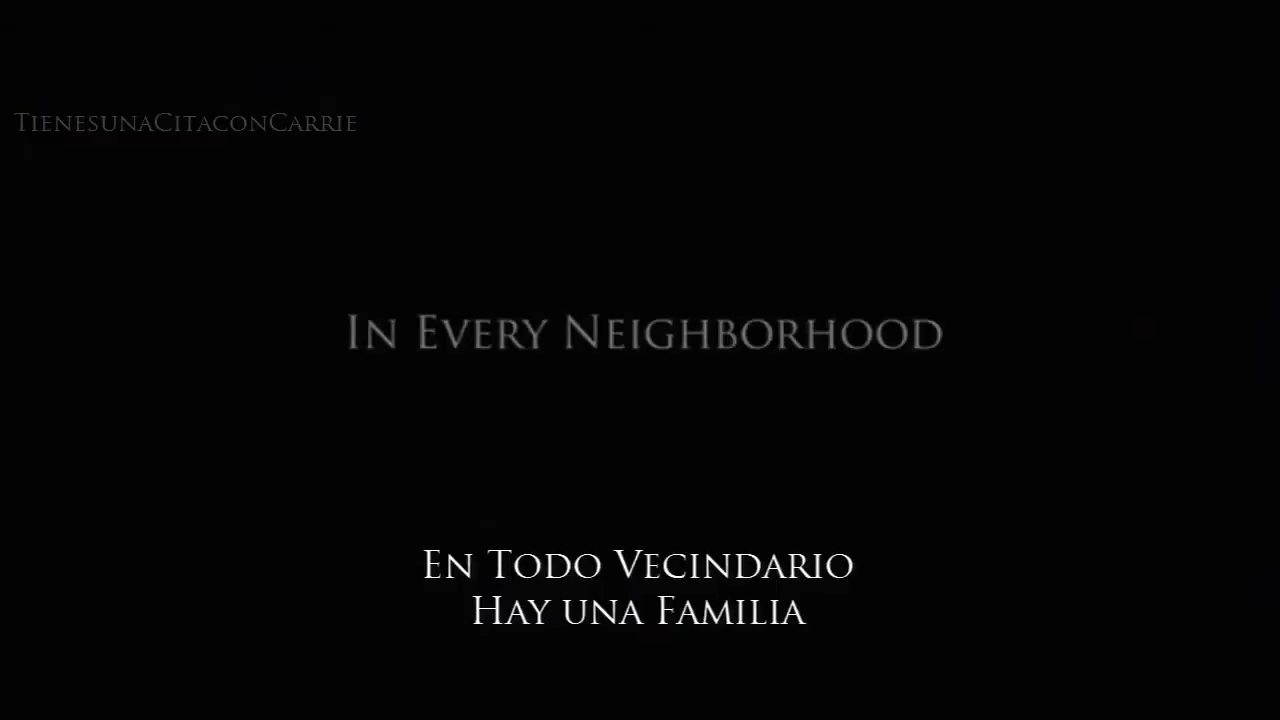 TienesunaCitaconCarrie
In Every Neighborhood
En Todo Vecindario
Hay una Familia